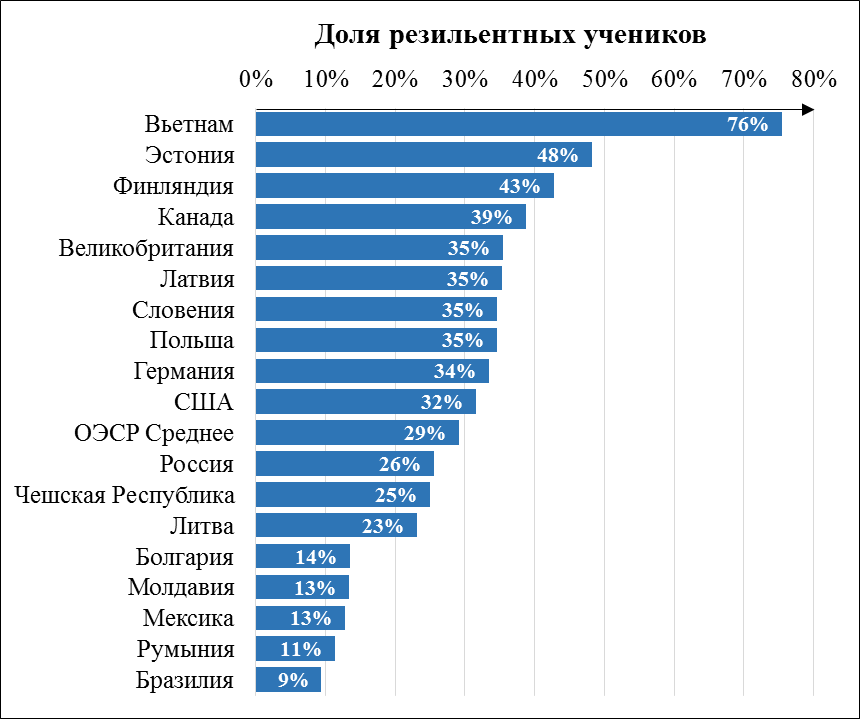 Доля резильентных учеников
0% 10% 20% 30% 40% 50% 60% 70% 80%
Вьетнам 76%
Эстония 48%
Финляндия 43%
Канада 39%
Великобритания 35%
Латвия 35%
Словения 35%
Польша 35%
Германия 34%
США 32%
ОЭСР Среднее 29%
Россия 26%
Чешская Республика 25%
Литва 23%
Болгария 14%
Молдавия 13%
Мексика 13%
Румыния 11%
Бразилия 9%